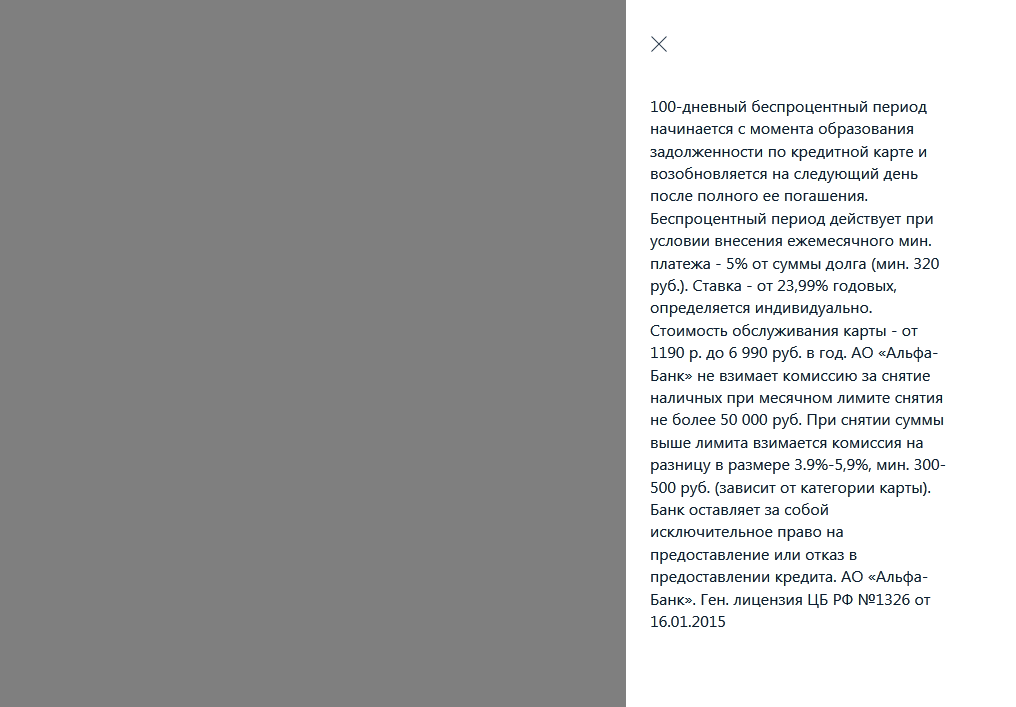 100-дневный беспроцентный период
начинается с момента образования
задолженности по кредитной карте и
возобновляется на следующий день
после полного ее погашения.
Беспроцентный период действует при
условии внесения ежемесячного мин.
платежа - 5% от суммы долга (мин. 320
руб.). Ставка - от 23,99% годовых,
определяется индивидуально.
Стоимость обслуживания карты - от
1190 р. до 6 990 руб. в год. АО «Альфа-
Банк» не взимает комиссию за снятие
наличных при месячном лимите снятия
не более 50 000 руб. При снятии суммы
выше лимита взимается комиссия на
разницу в размере 3.9%-5,9%, мин. 300-
500 руб. (зависит от категории карты).
Банк оставляет за собой
исключительное право на
предоставление или отказ в
предоставлении кредита. АО «Альфа-
Банк». Ген. лицензия ЦБ РФ №1326 от
16.01.2015